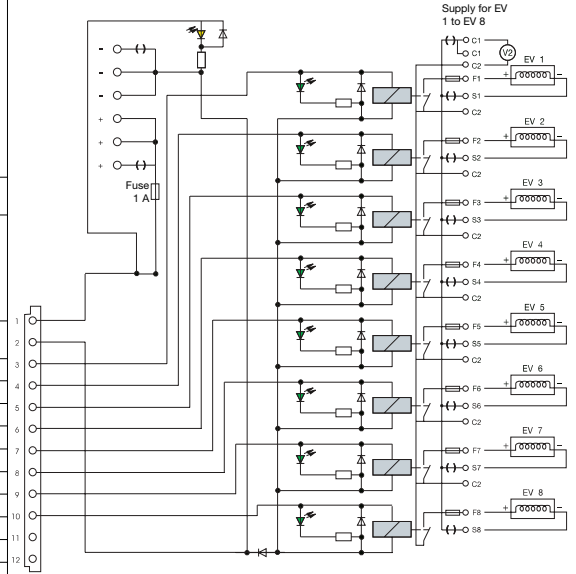 Supply for EV
1 to EV 8
C1
C1
V2
C2
-
-
-
+
+
+
Fuse
1 A
EV 1
F1
+ -
S1
C2
EV 2
F2
+ -
S2
C2
EV 3
F3
+ -
S3
C2
EV 4
F4
+ -
S4
C2
EV 5
F5
+ -
S5
C2
EV 6
F6
+ -
S6
C2
EV 7
F7
+ -
S7
C2
EV 8
F8
+ -
S8
1
2
3
4
5
6
7
8
9
10
11
12